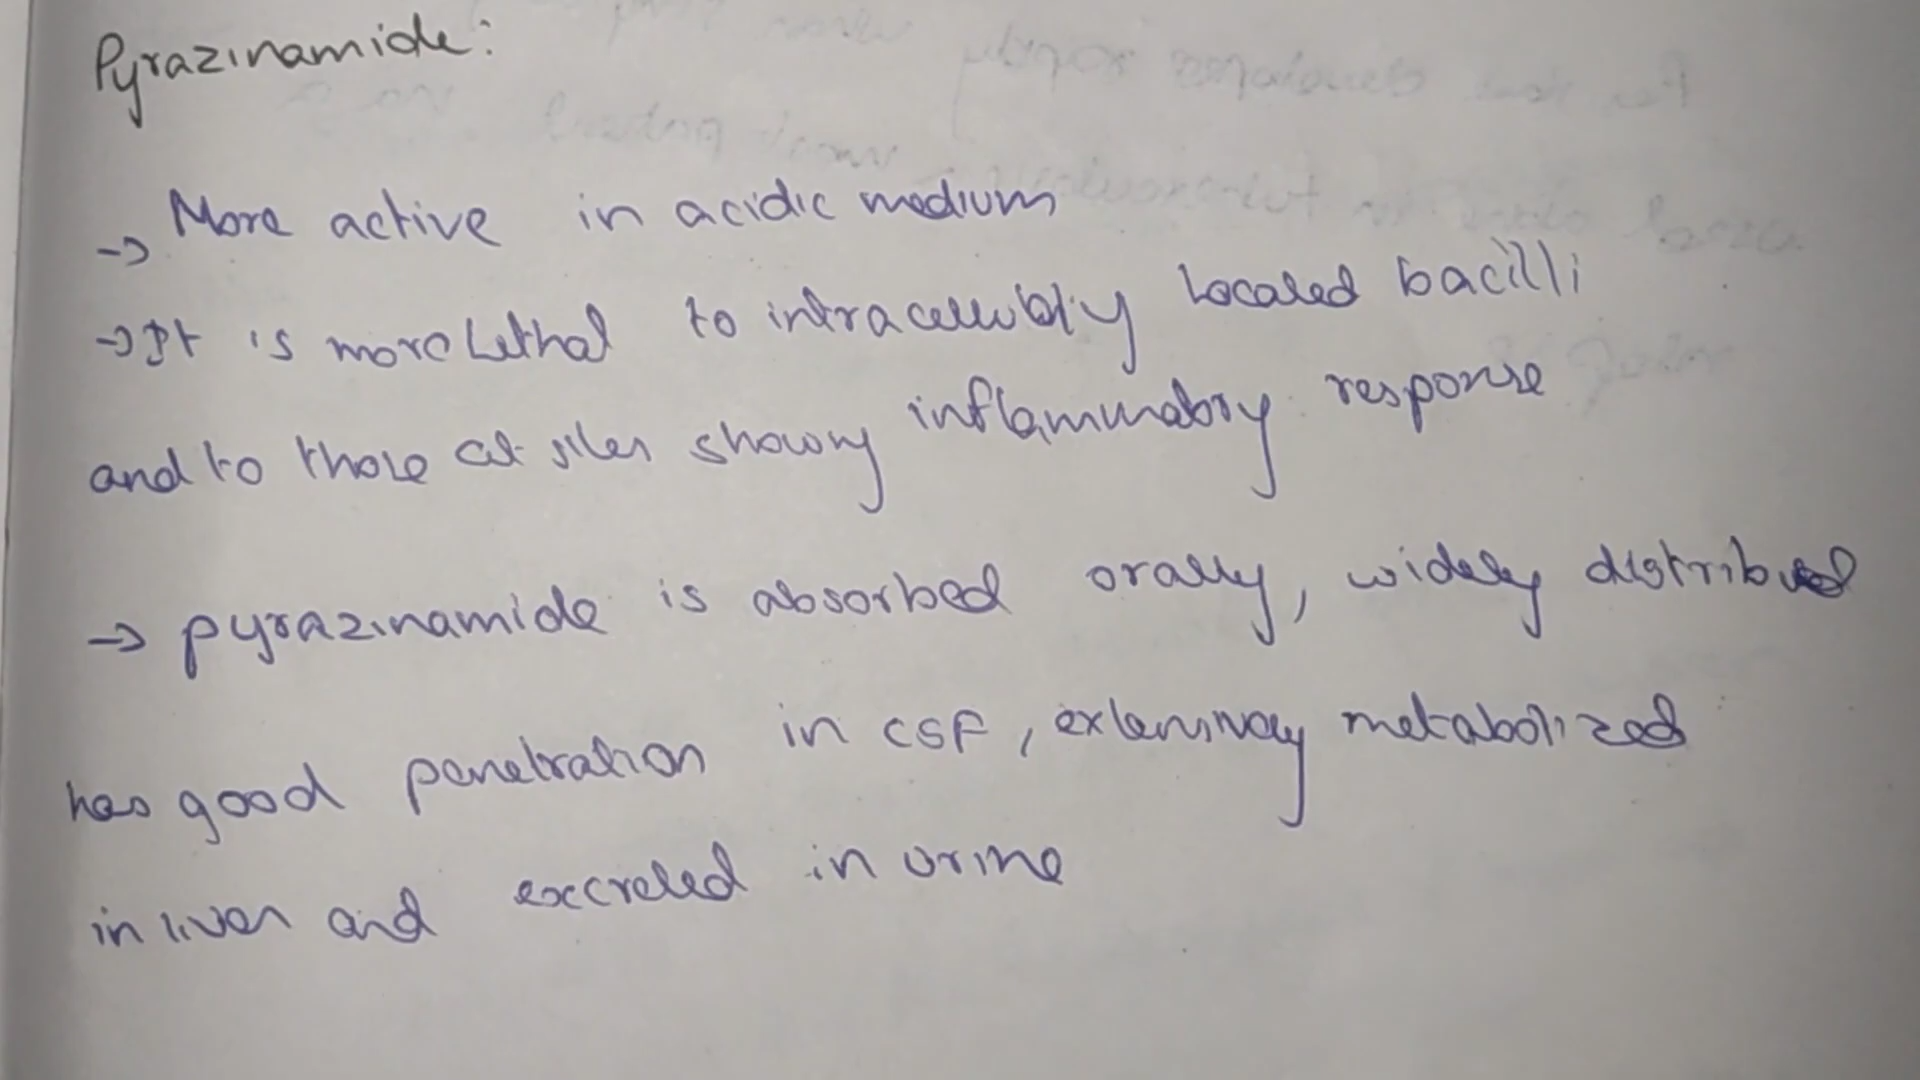 Pyrazinamide:
→ More active in acidic medium
→ It is more Lethal to intracellularly Located bacilli
and to those at sites showing inflammatory response
→ pyrazinamide is absorbed orally, widely distributed
has good penetration in CSF, extensively metabolized
in liver and excreted in urine